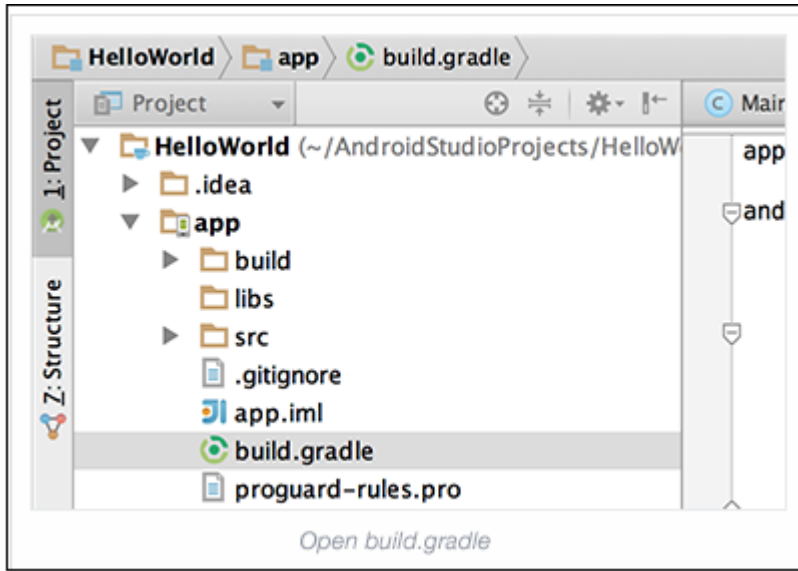 HelloWorld app build.gradle
1: Project
Z: Structure
Project
HelloWorld (~/AndroidStudioProjects/HelloW
.idea
app
build
libs
src
.gitignore
app.iml
build.gradle
proguard-rules.pro
C Mair
app
and
Open build.gradle